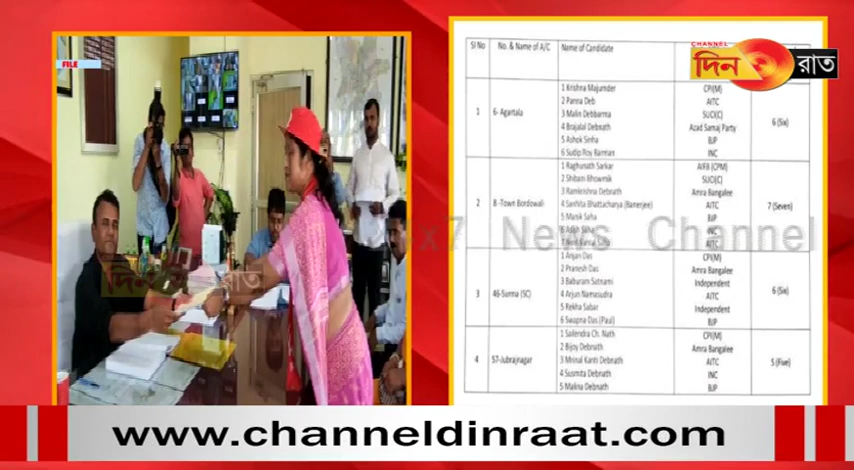 FILE
CHANNEL
দিন রাত
Sl No No. & Name of A/C Name of Candidate
1 6- Agartala 6 (Six)
1 Krishna Majumder CPI(M)
2 Panna Deb AITC
3 Malin Debbarma SUCI(C)
4 Brajalal Debnath Azad Samaj Party
5 Ashok Sinha BJP
6 Sudip Roy Barman INC
2 8 -Town Bordowali 7 (Seven)
1 Raghunath Sarkar AIFB (CPM)
2 Shibani Bhowmik SUCI(C)
3 Ramkrishna Debnath Amra Bangalee
4 Sanhita Bhattacharya (Banerjee) AITC
5 Manik Saha BJP
6 Asish Saha INC
AITC
x7 News Channel
3 46-Surma (SC) 6 (Six)
1 Anjan Das CPI(M)
2 Pranesh Das Amra Bangalee
3 Baburam Satnami Independent
4 Arjun Namasudra AITC
5 Rekha Sabar Independent
6 Swapna Das (Paul) BJP
4 57-Jubrajnagar 5 (Five)
1 Sailendra Ch. Nath CPI(M)
2 Bijoy Debnath Amra Bangalee
3 Mrinal Kanti Debnath AITC
4 Susmita Debnath INC
5 Malina Debnath BJP
দিন রাত
www.channeldinraat.com